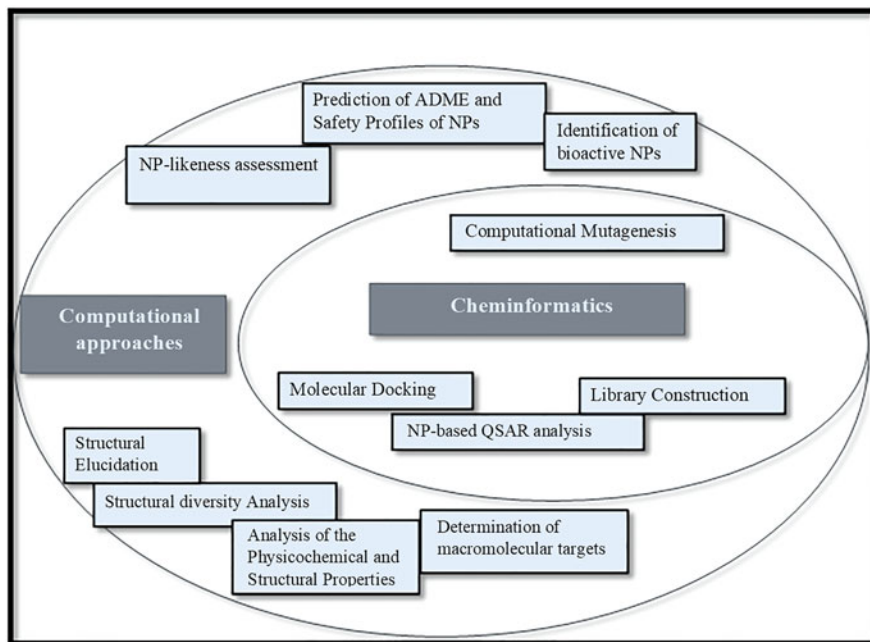 Prediction of ADME and
Safety Profiles of NPs
Identification of
bioactive NPs
NP-likeness assessment
Computational Mutagenesis
Computational
approaches
Cheminformatics
Molecular Docking
Library Construction
NP-based QSAR analysis
Structural
Elucidation
Structural diversity Analysis
Analysis of the
Physicochemical and
Structural Properties
Determination of
macromolecular targets